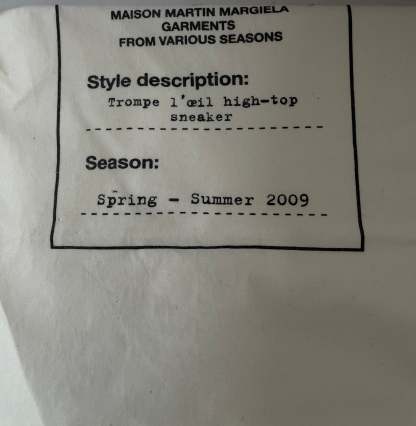 MAISON MARTIN MARGIELA
GARMENTS
FROM VARIOUS SEASONS
Style description:
Trompe l'œil high-top
sneaker
Season:
Spring - Summer 2009